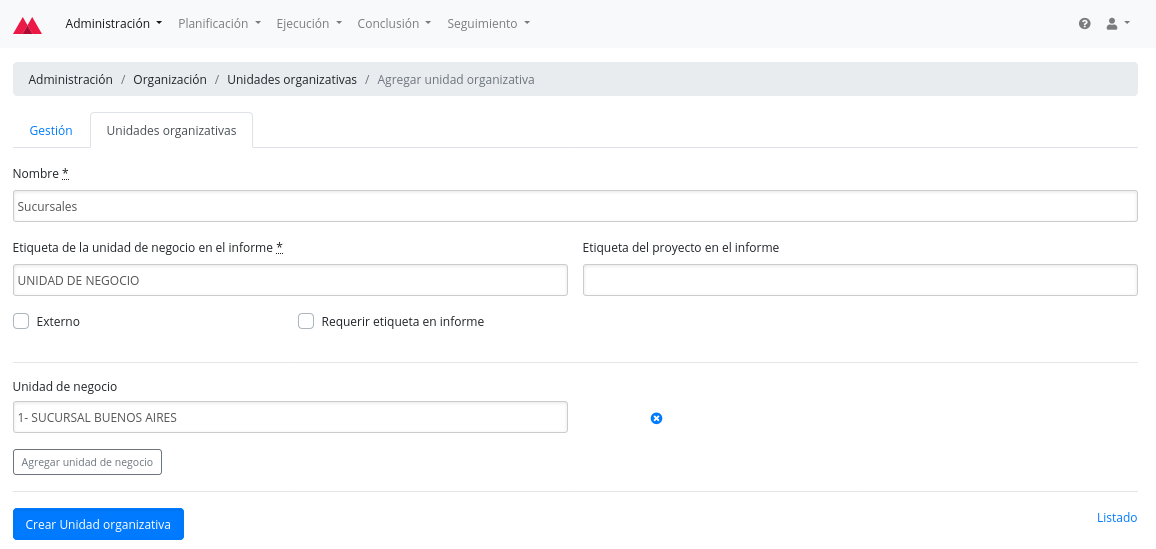 Administración Planificación Ejecución Conclusión Seguimiento
Administración / Organización / Unidades organizativas / Agregar unidad organizativa
Gestión Unidades organizativas
Nombre *
Sucursales
Etiqueta de la unidad de negocio en el informe * Etiqueta del proyecto en el informe
UNIDAD DE NEGOCIO
Externo Requerir etiqueta en informe
Unidad de negocio
1- SUCURSAL BUENOS AIRES
Agregar unidad de negocio
Crear Unidad organizativa Listado